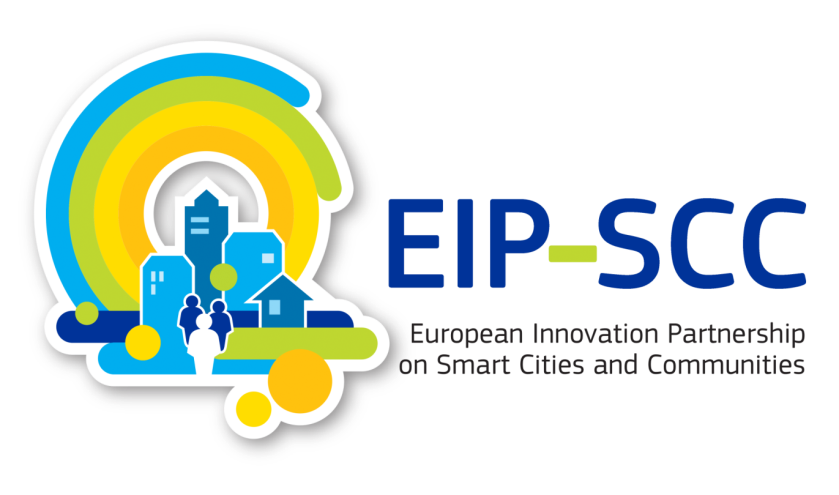 EIP-SCC
European Innovation Partnership
on Smart Cities and Communities